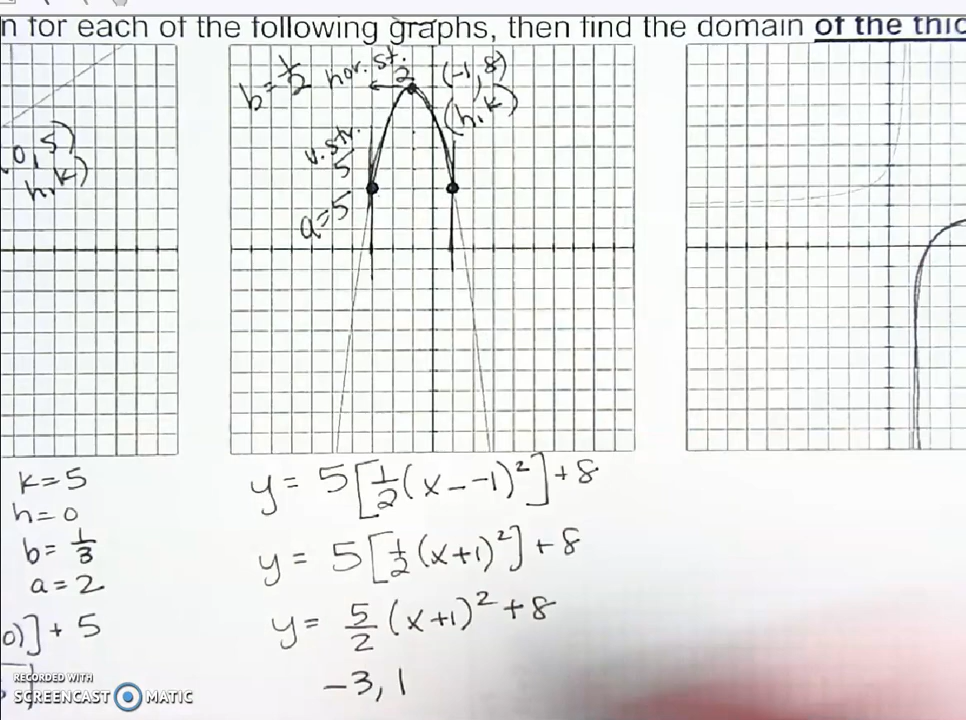 n for each of the following graphs, then find the domain of the thic
0, 5)
h, k)
k=5
h=0
b= 1/3
a=2
0)] + 5
b= 1/2
hor. st.
2
(-1, 8)
(h, k)
v. str.
5
a=5
y= 5[1/2(x--1)²]+8
y= 5[1/2(x+1)²]+8
y= 5/2(x+1)²+8
-3, 1
RECORDED WITH
SCREENCAST MATIC